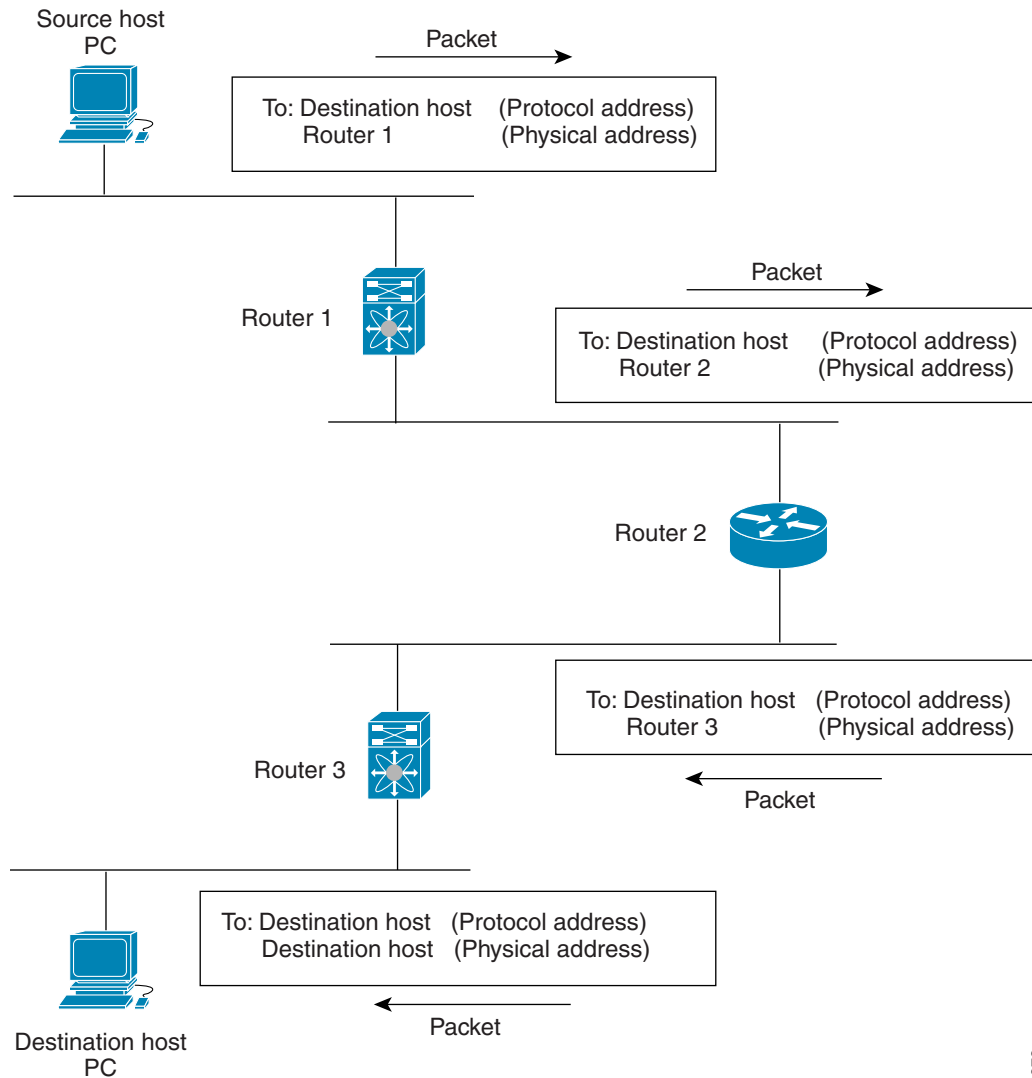 Source host
PC
Packet
To: Destination host (Protocol address)
Router 1 (Physical address)
Router 1
Packet
To: Destination host (Protocol address)
Router 2 (Physical address)
Router 2
To: Destination host (Protocol address)
Router 3 (Physical address)
Router 3
Packet
To: Destination host (Protocol address)
Destination host (Physical address)
Packet
Destination host
PC